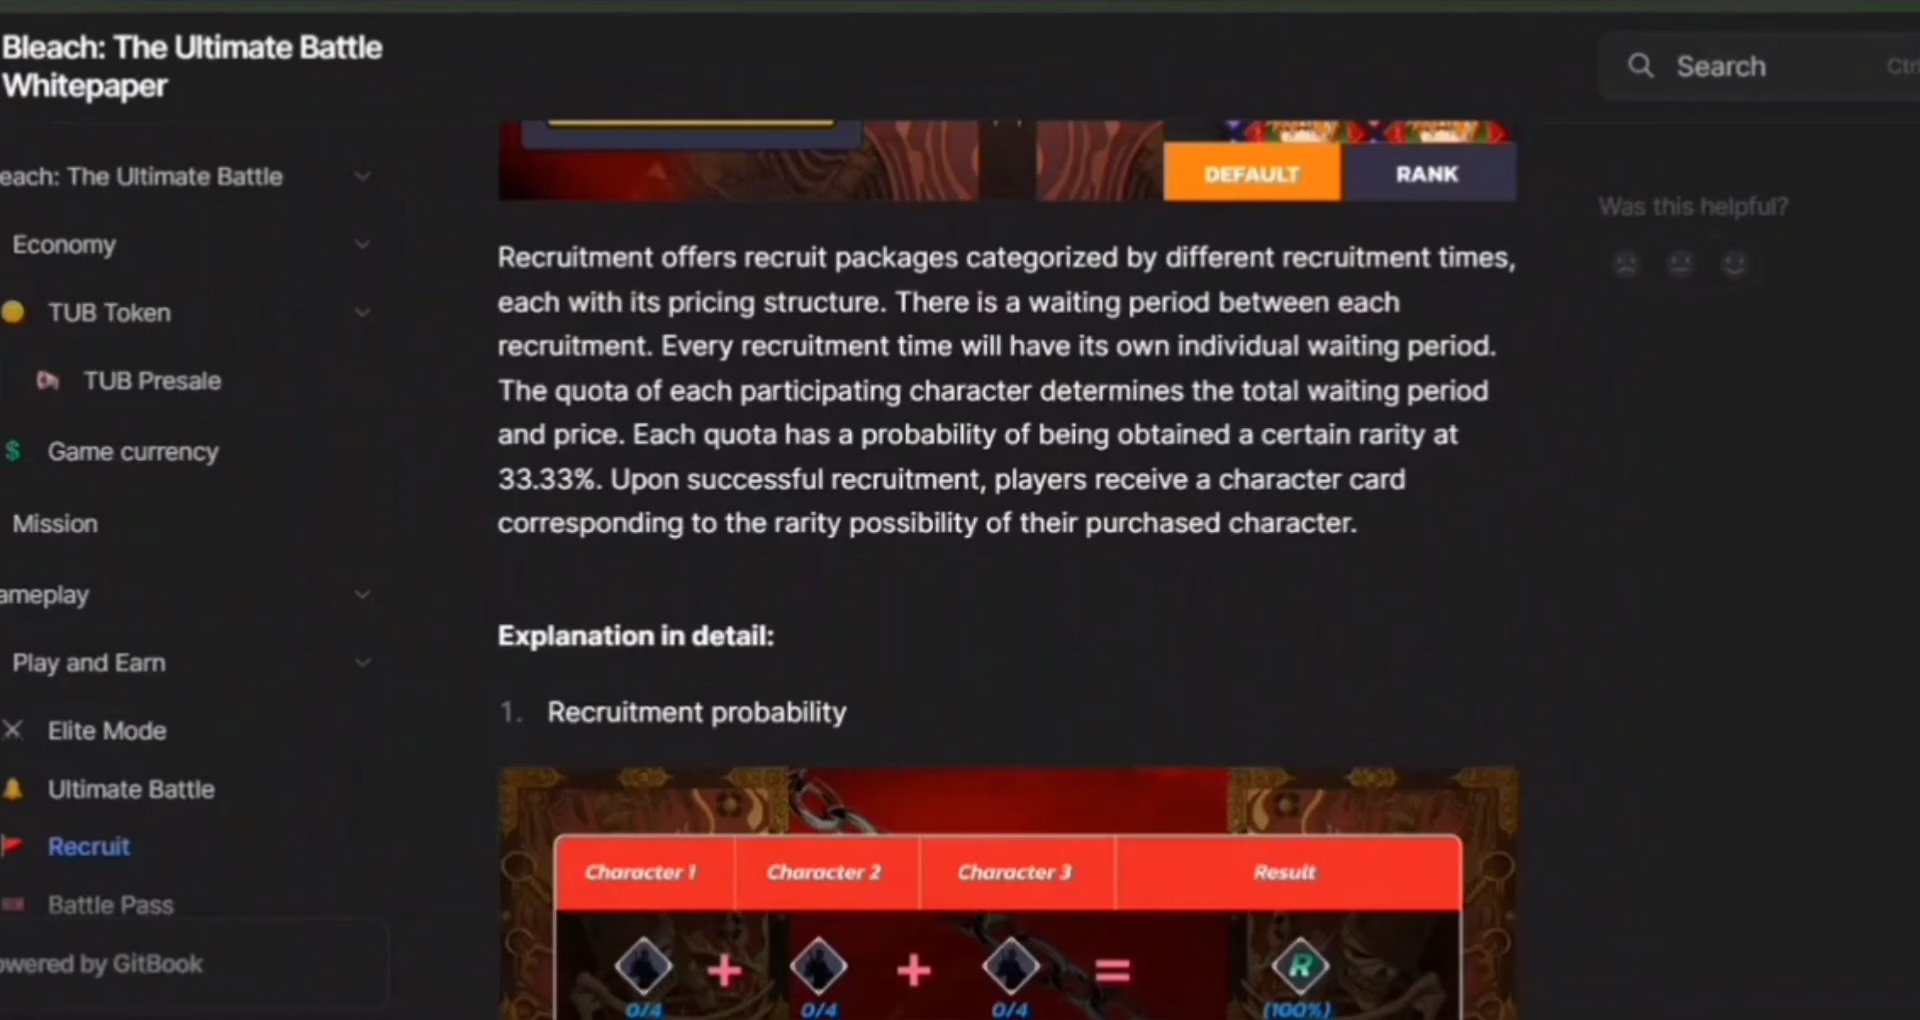 Bleach: The Ultimate Battle
Whitepaper
Search
Ctrl
each: The Ultimate Battle
Economy
TUB Token
TUB Presale
$ Game currency
Mission
ameplay
Play and Earn
Elite Mode
Ultimate Battle
Recruit
Battle Pass
owered by GitBook
DEFAULT
RANK
Recruitment offers recruit packages categorized by different recruitment times,
each with its pricing structure. There is a waiting period between each
recruitment. Every recruitment time will have its own individual waiting period.
The quota of each participating character determines the total waiting period
and price. Each quota has a probability of being obtained a certain rarity at
33.33%. Upon successful recruitment, players receive a character card
corresponding to the rarity possibility of their purchased character.
Explanation in detail:
1. Recruitment probability
Character 1
Character 2
Character 3
Result
+ + = R
0/4
0/4
0/4
(100%)
Was this helpful?